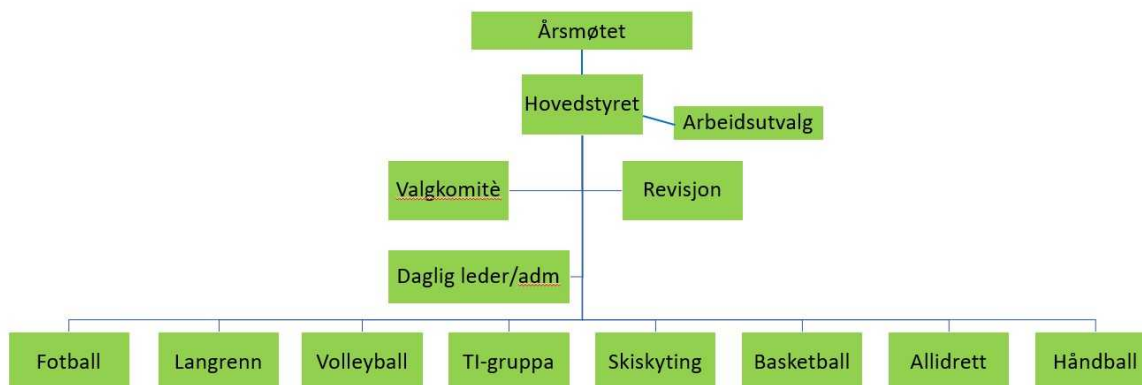 Årsmøtet
Hovedstyret
Arbeidsutvalg
Valgkomitè
Revisjon
Daglig leder/adm
Fotball
Langrenn
Volleyball
TI-gruppa
Skiskyting
Basketball
Allidrett
Håndball